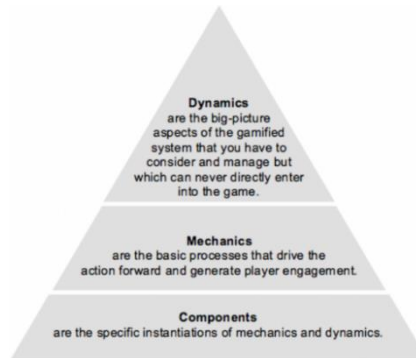 Dynamics
are the big-picture
aspects of the gamified
system that you have to
consider and manage but
which can never directly enter
into the game.
Mechanics
are the basic processes that drive the
action forward and generate player engagement.
Components
are the specific instantiations of mechanics and dynamics.